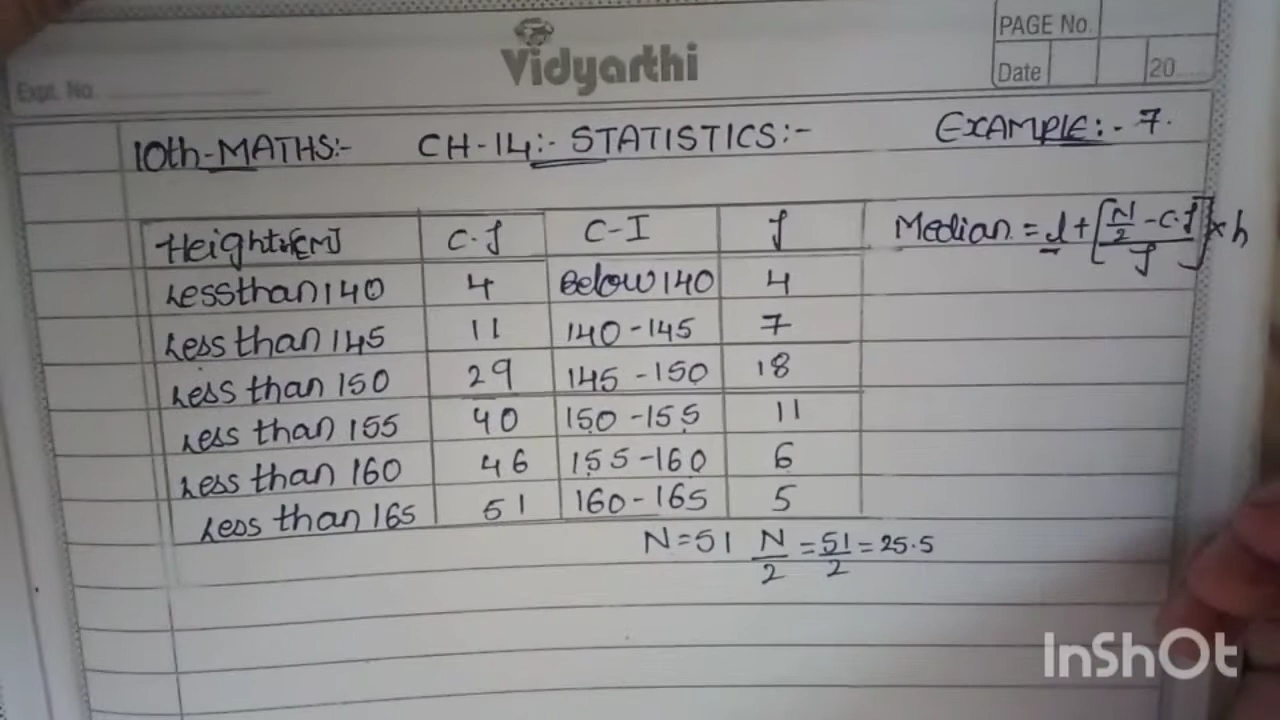 Vidyarthi
PAGE No.
Expt. No.
Date 20
10th-MATHS:- CH-14:- STATISTICS:- EXAMPLE:- 7.
Height[CM] C.f C-I f Median = l + [N/2 - C.f / f] × h
Less than 140 4 Below 140 4
Less than 145 11 140-145 7
Less than 150 29 145-150 18
Less than 155 40 150-155 11
Less than 160 46 155-160 6
Less than 165 51 160-165 5
N=51 N/2 = 51/2 = 25.5
InShOt